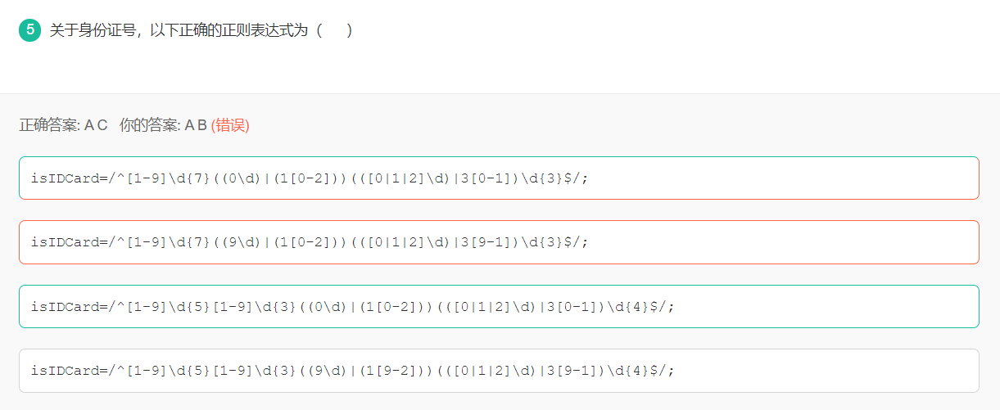 5 关于身份证号，以下正确的正则表达式为（ ）
正确答案: A C 你的答案: A B (错误)
isIDCard=/^[1-9]\d{7}((0\d)|(1[0-2]))(([0|1|2]\d)|3[0-1])\d{3}$/;
isIDCard=/^[1-9]\d{7}((9\d)|(1[0-2]))(([0|1|2]\d)|3[9-1])\d{3}$/;
isIDCard=/^[1-9]\d{5}[1-9]\d{3}((0\d)|(1[0-2]))(([0|1|2]\d)|3[0-1])\d{4}$/;
isIDCard=/^[1-9]\d{5}[1-9]\d{3}((9\d)|(1[9-2]))(([0|1|2]\d)|3[9-1])\d{4}$/;